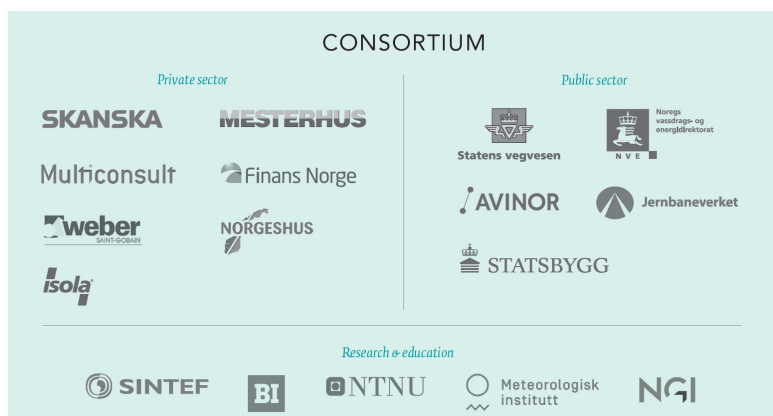 CONSORTIUM
Private sector
SKANSKA
MESTERHUS
Multiconsult
Finans Norge
weber
SAINT-GOBAIN
NORGESHUS
isola®
Public sector
Statens vegvesen
Noregs
vassdrags- og
energidirektorat
NVE
AVINOR
Jernbaneverket
STATSBYGG
Research & education
SINTEF
BI
NTNU
Meteorologisk
institutt
NGI